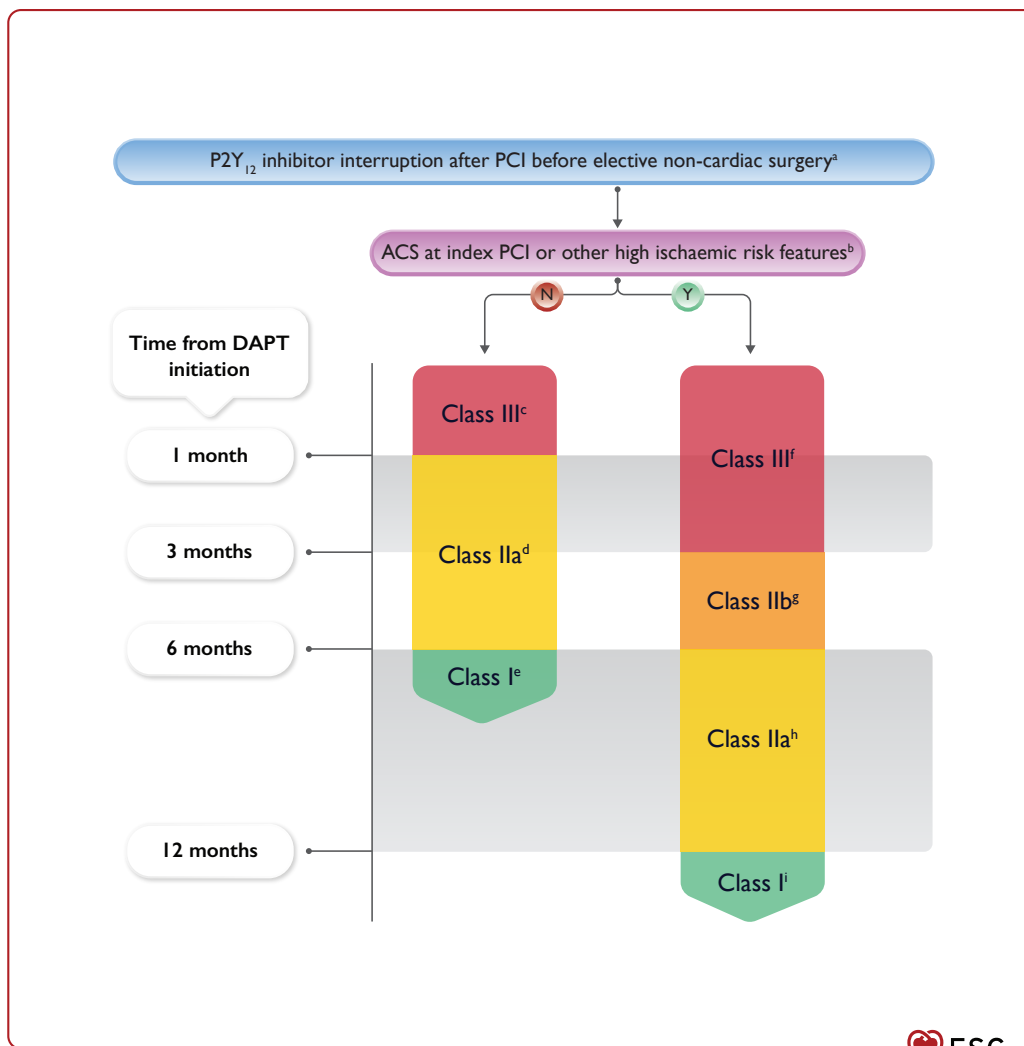 P2Y₁₂ inhibitor interruption after PCI before elective non-cardiac surgeryᵃ
ACS at index PCI or other high ischaemic risk featuresᵇ
N
Y
Time from DAPT
initiation
Class IIIᶜ
1 month
Class IIIᶠ
3 months
Class IIaᵈ
Class IIbᵍ
6 months
Class Iᵉ
Class IIaʰ
12 months
Class Iⁱ
ESC